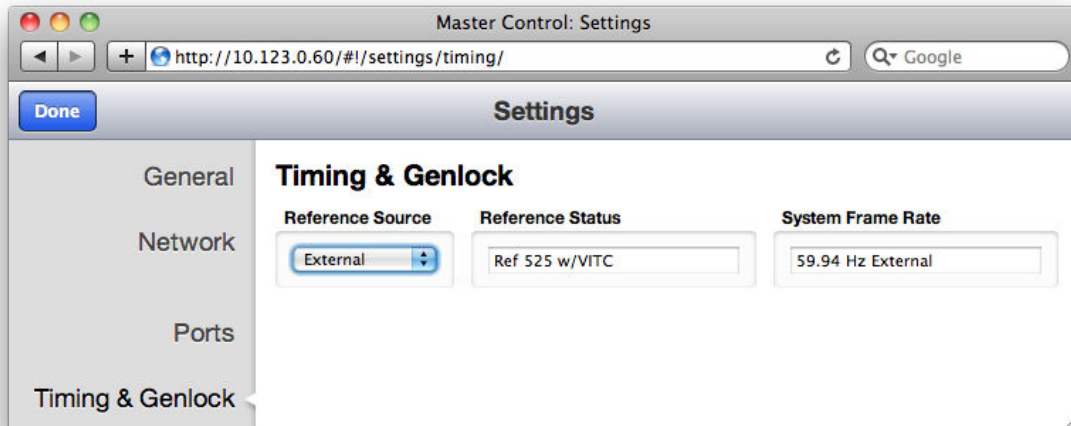 Master Control: Settings
http://10.123.0.60/#!/settings/timing/
Google
Done
Settings
General
Network
Ports
Timing & Genlock
Timing & Genlock
Reference Source
Reference Status
System Frame Rate
External
Ref 525 w/VITC
59.94 Hz External